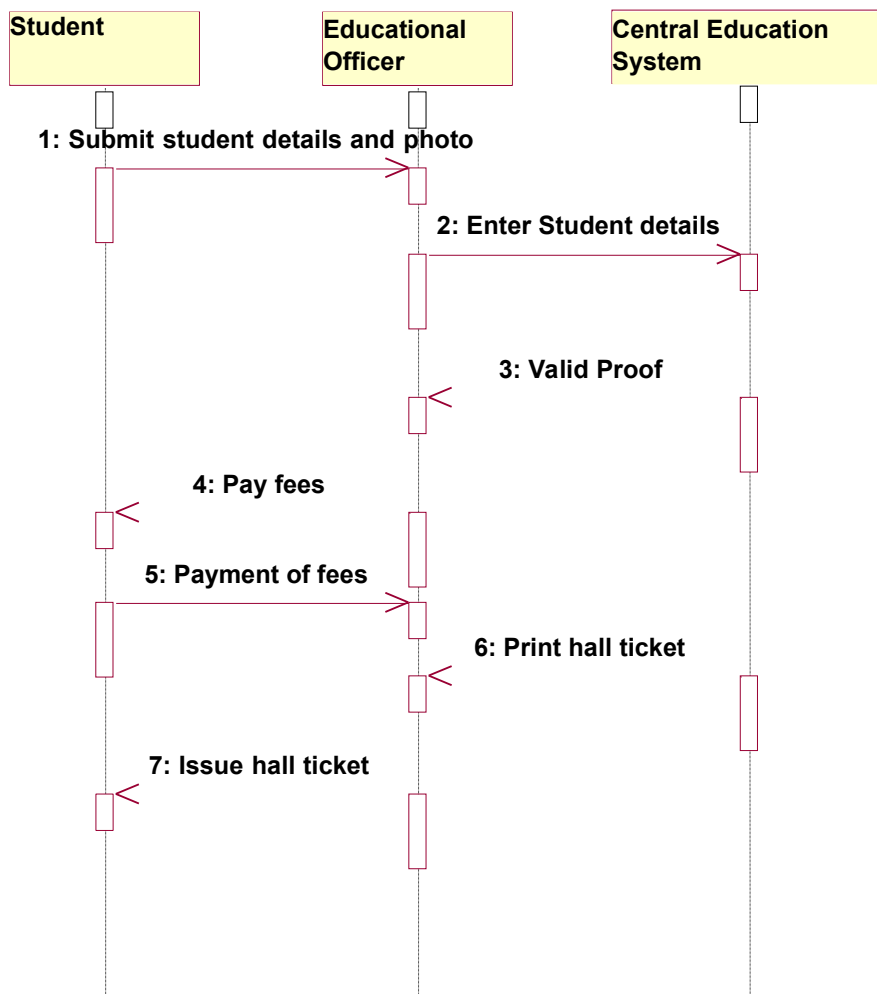 Student
Educational
Officer
Central Education
System
1: Submit student details and photo
2: Enter Student details
3: Valid Proof
4: Pay fees
5: Payment of fees
6: Print hall ticket
7: Issue hall ticket